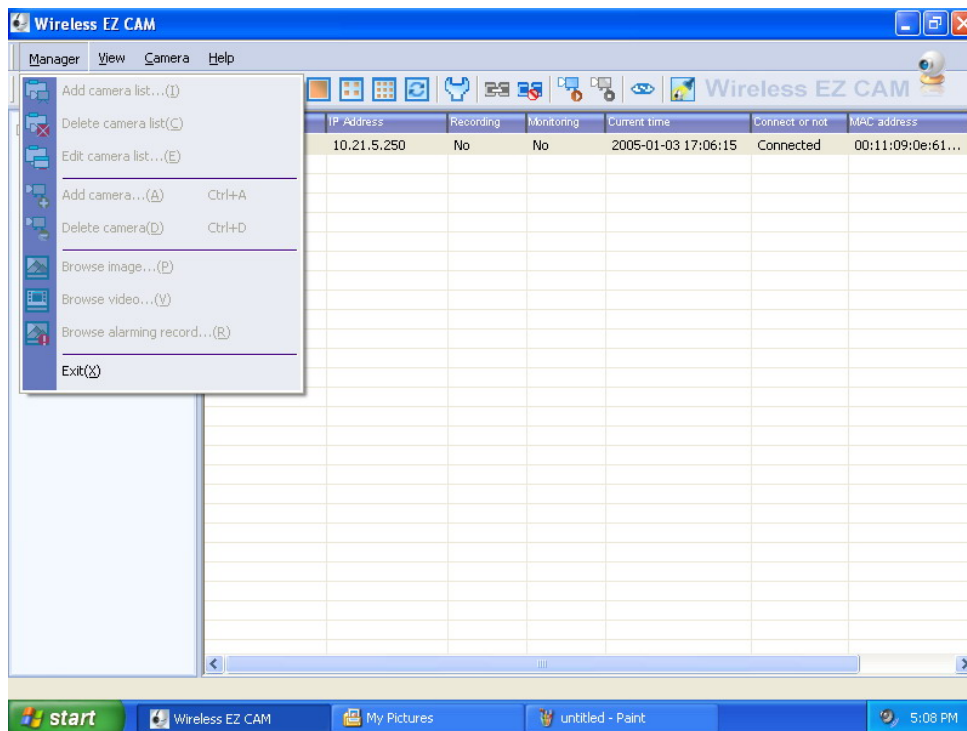 Wireless EZ CAM
Manager View Camera Help
Wireless EZ CAM
Add camera list...(I)
Delete camera list(C)
Edit camera list...(E)
Add camera...(A) Ctrl+A
Delete camera(D) Ctrl+D
Browse image...(P)
Browse video...(V)
Browse alarming record...(R)
Exit(X)
IP Address Recording Monitoring Current time Connect or not MAC address
10.21.5.250 No No 2005-01-03 17:06:15 Connected 00:11:09:0e:61...
start Wireless EZ CAM My Pictures untitled - Paint 5:08 PM